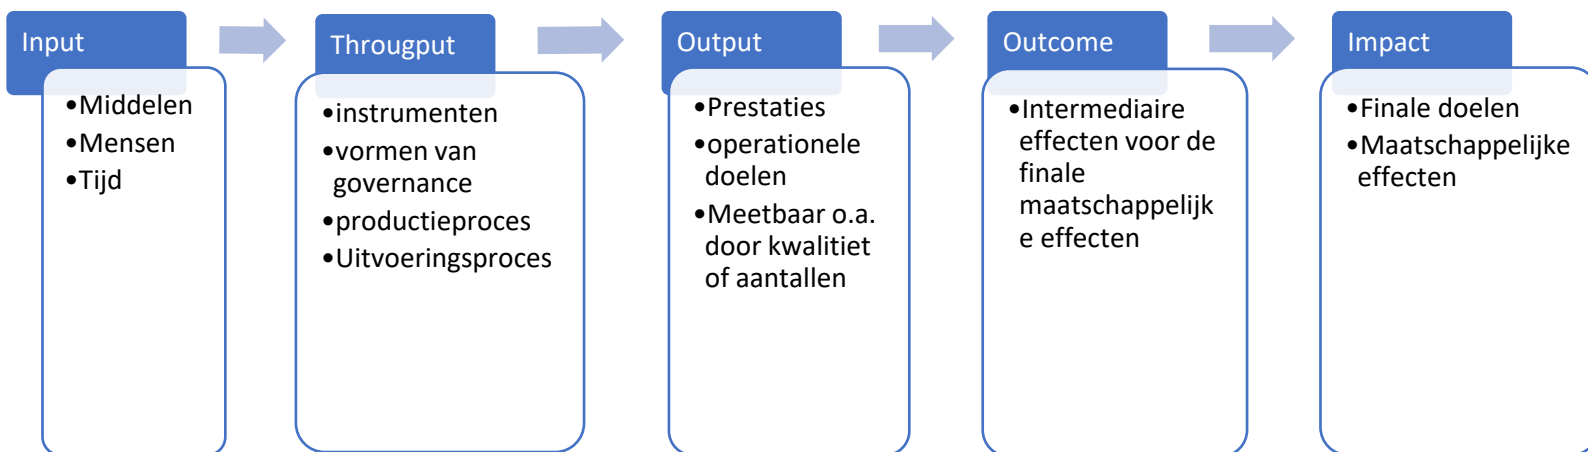 Input
•Middelen
•Mensen
•Tijd
Througput
•instrumenten
•vormen van
governance
•productieproces
•Uitvoeringsproces
Output
•Prestaties
•operationele
doelen
•Meetbaar o.a.
door kwalitiet
of aantallen
Outcome
•Intermediaire
effecten voor de
finale
maatschappelijk
e effecten
Impact
•Finale doelen
•Maatschappelijke
effecten